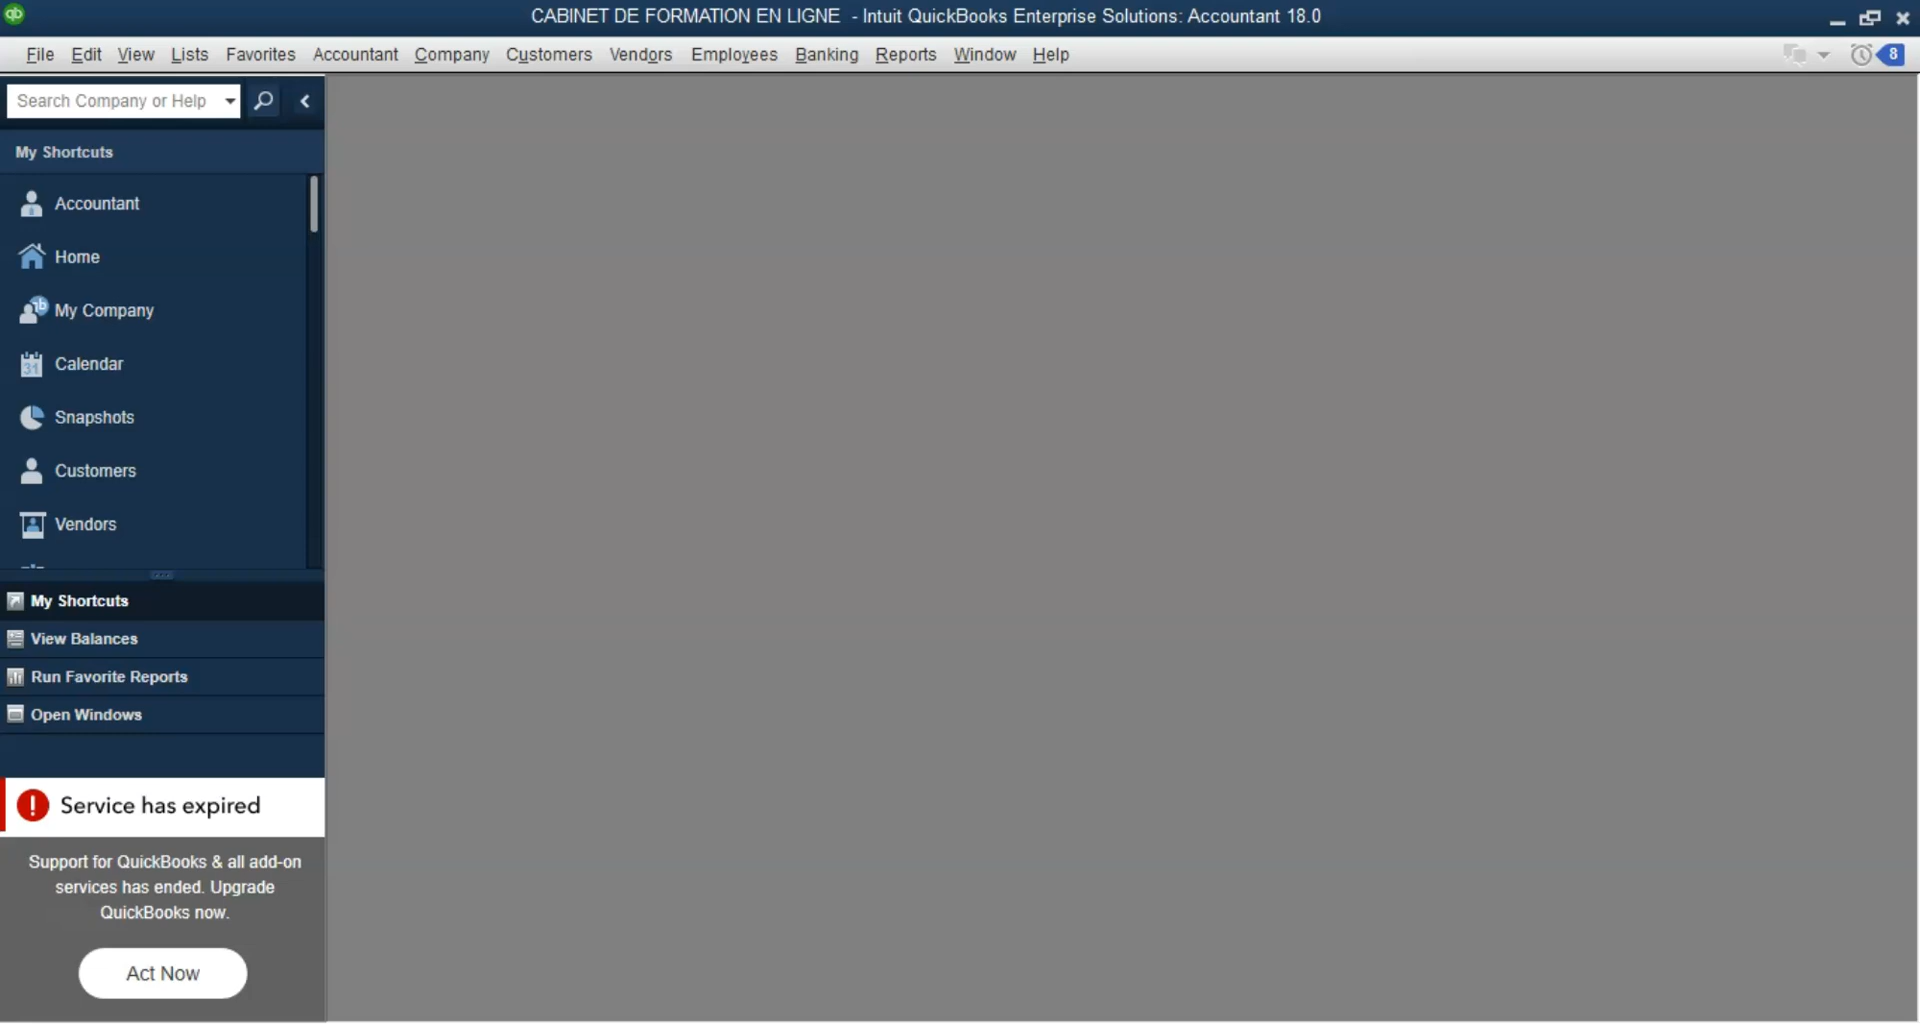 qb
CABINET DE FORMATION EN LIGNE - Intuit QuickBooks Enterprise Solutions: Accountant 18.0
File Edit View Lists Favorites Accountant Company Customers Vendors Employees Banking Reports Window Help
8
Search Company or Help
My Shortcuts
Accountant
Home
My Company
31
Calendar
Snapshots
Customers
Vendors
My Shortcuts
View Balances
Run Favorite Reports
Open Windows
! Service has expired
Support for QuickBooks & all add-on
services has ended. Upgrade
QuickBooks now.
Act Now